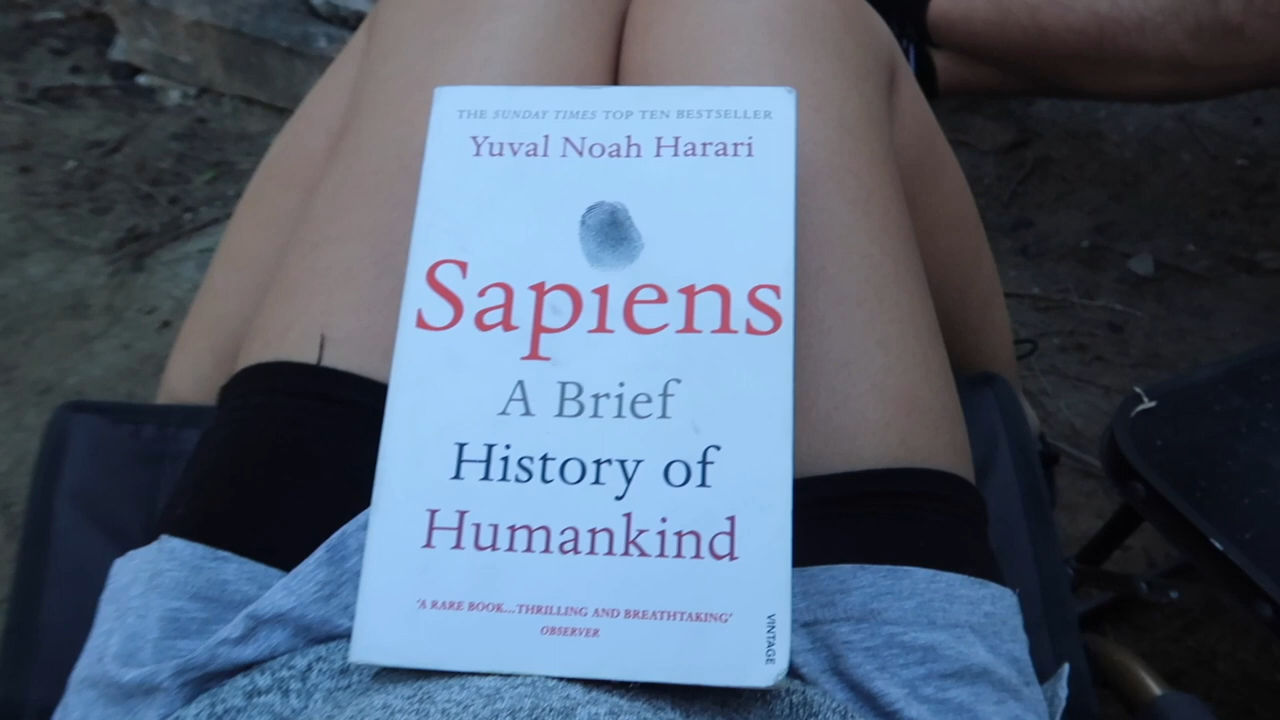 THE SUNDAY TIMES TOP TEN BESTSELLER
Yuval Noah Harari
Sapıens
A Brief
History of
Humankind
'A RARE BOOK...THRILLING AND BREATHTAKING'
OBSERVER
VINTAGE